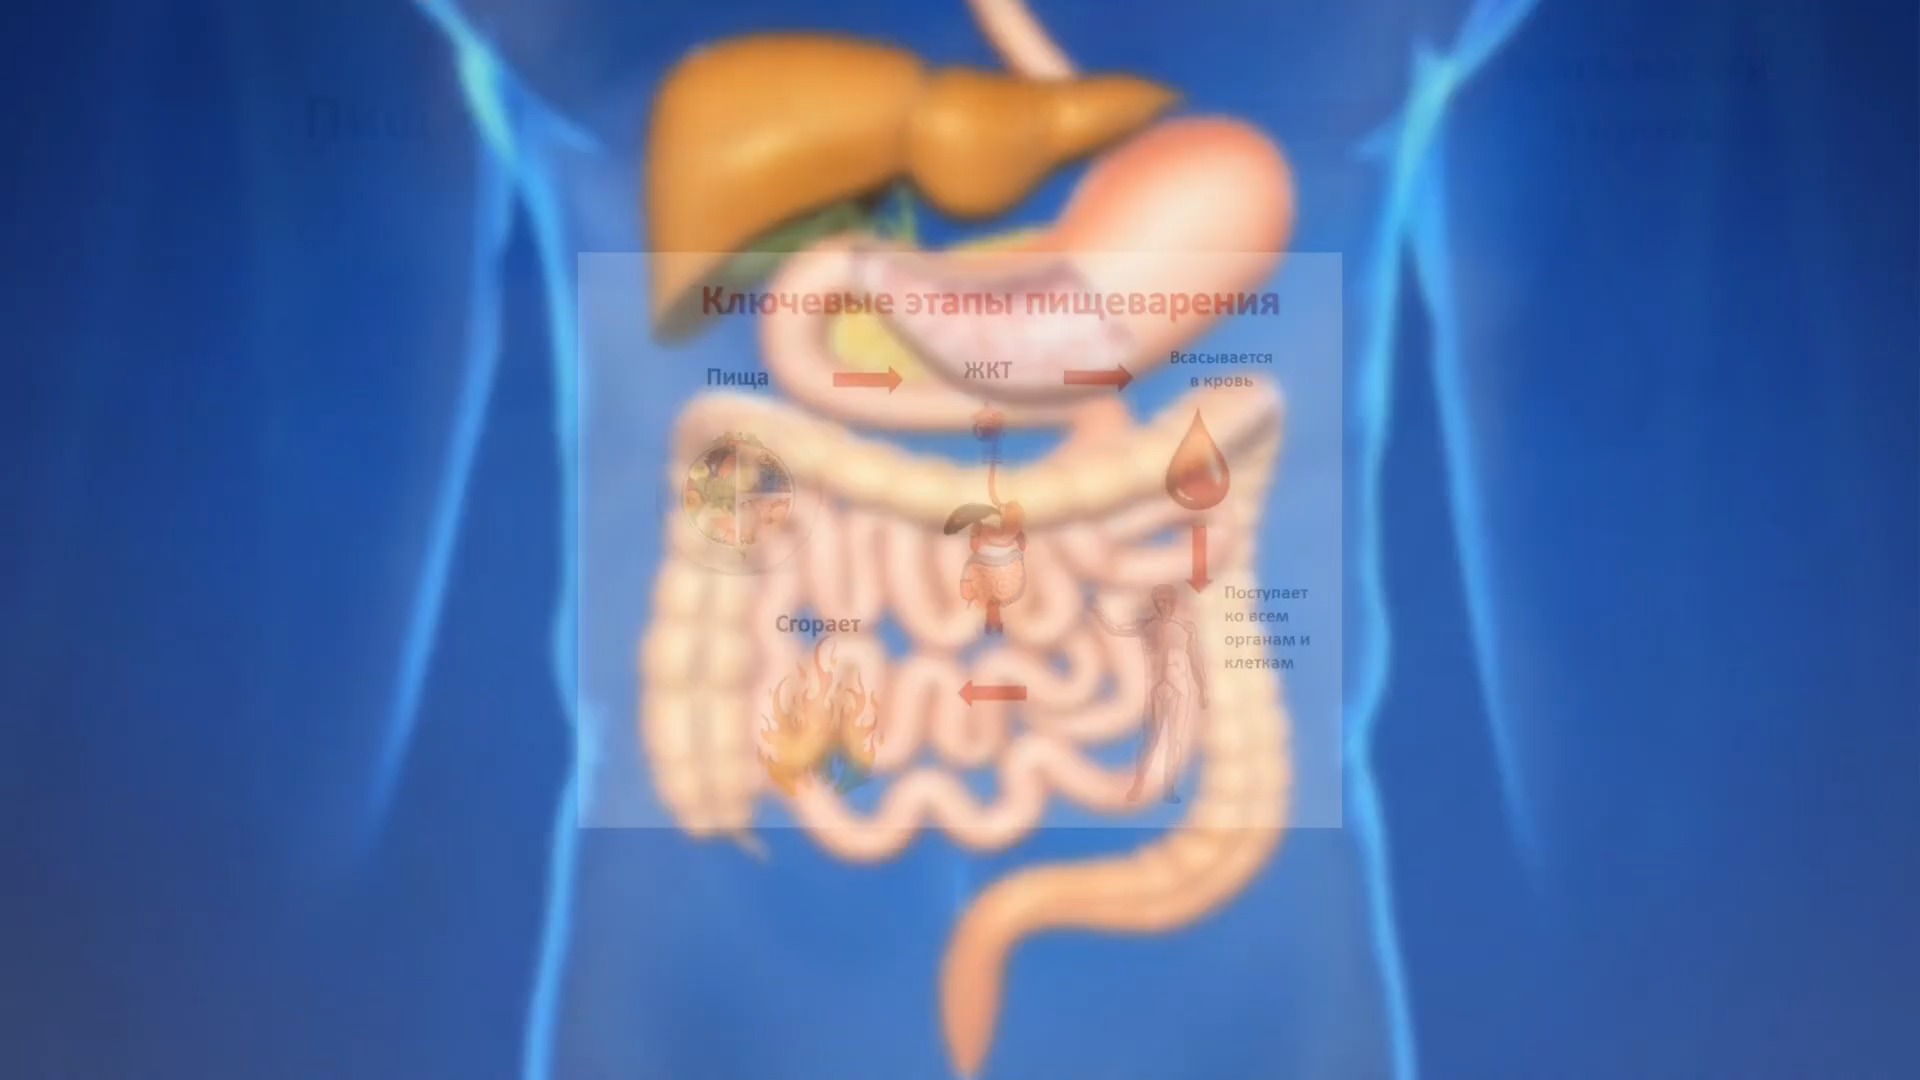 Ключевые этапы пищеварения
Пища
ЖКТ
Всасывается
в кровь
Поступает
ко всем
органам и
клеткам
Сгорает